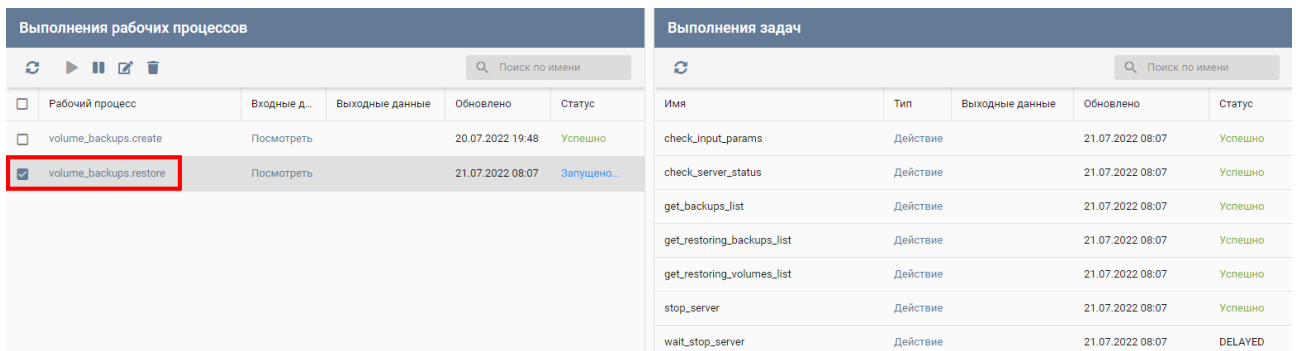 Выполнения рабочих процессов
Поиск по имени
Рабочий процесс Входные д... Выходные данные Обновлено Статус
volume_backups.create Посмотреть 20.07.2022 19:48 Успешно
volume_backups.restore Посмотреть 21.07.2022 08:07 Запущено...
Выполнения задач
Поиск по имени
Имя Тип Выходные данные Обновлено Статус
check_input_params Действие 21.07.2022 08:07 Успешно
check_server_status Действие 21.07.2022 08:07 Успешно
get_backups_list Действие 21.07.2022 08:07 Успешно
get_restoring_backups_list Действие 21.07.2022 08:07 Успешно
get_restoring_volumes_list Действие 21.07.2022 08:07 Успешно
stop_server Действие 21.07.2022 08:07 Успешно
wait_stop_server Действие 21.07.2022 08:07 DELAYED